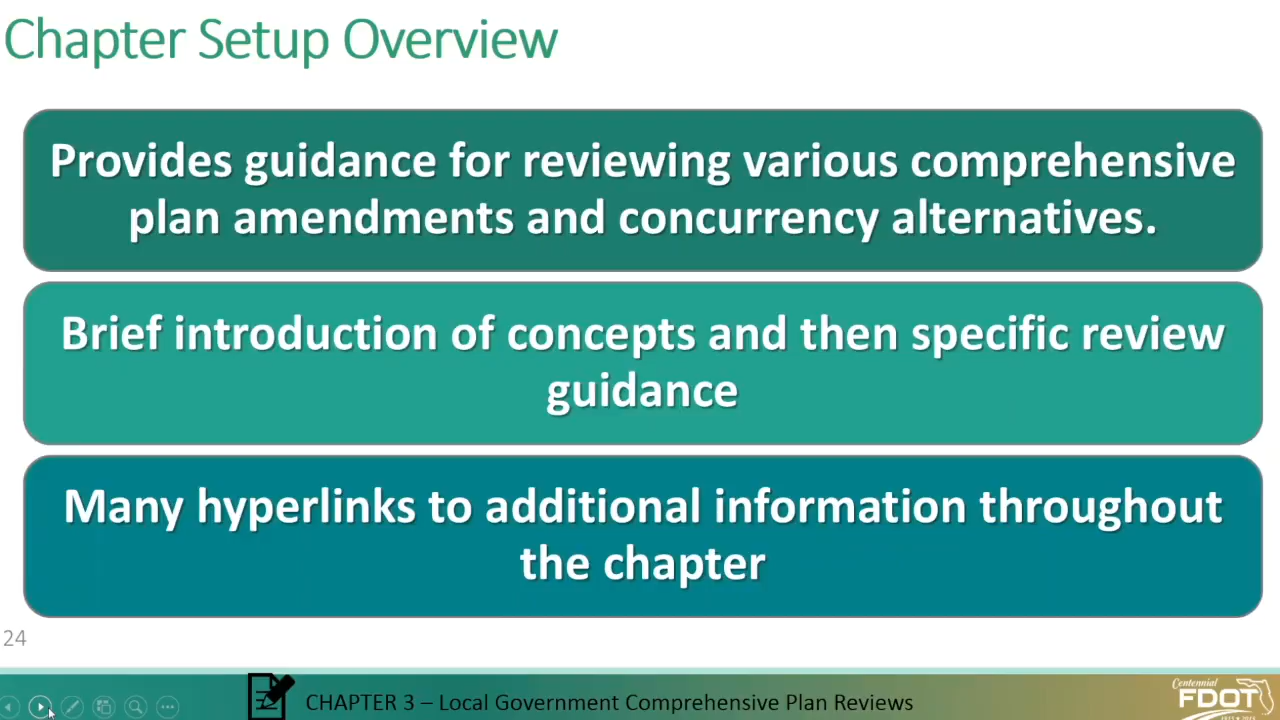 Chapter Setup Overview
Provides guidance for reviewing various comprehensive
plan amendments and concurrency alternatives.
Brief introduction of concepts and then specific review
guidance
Many hyperlinks to additional information throughout
the chapter
24
CHAPTER 3 – Local Government Comprehensive Plan Reviews
Centennial
FDOT
1915 ★ 2015